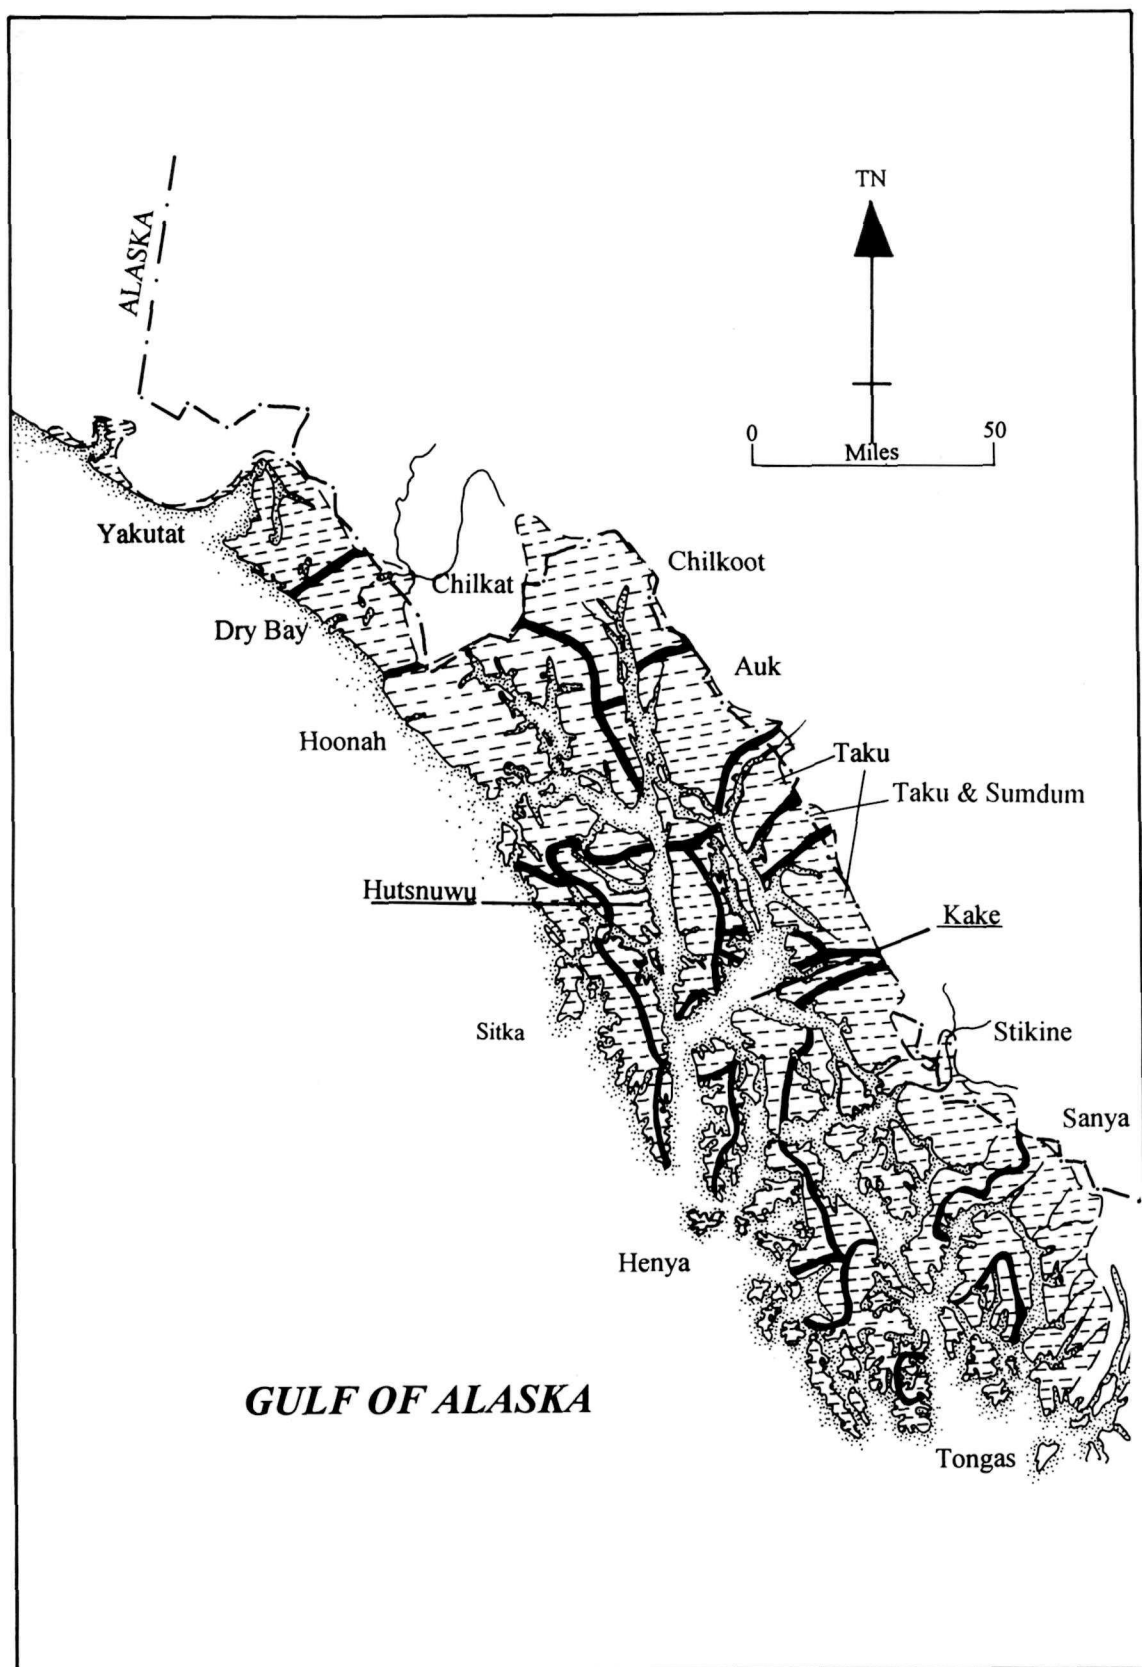 TN
ALASKA
0 50
Miles
Yakutat
Chilkoot
Chilkat
Dry Bay
Auk
Hoonah
Taku
Taku & Sumdum
Hutsnuwu
Kake
Sitka
Stikine
Sanya
Henya
GULF OF ALASKA
Tongas